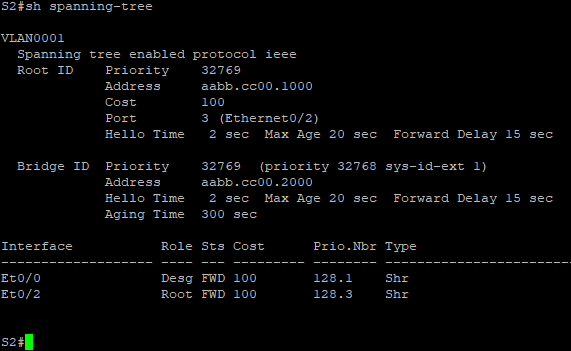 S2#sh spanning-tree
VLAN0001
  Spanning tree enabled protocol ieee
  Root ID    Priority    32769
             Address     aabb.cc00.1000
             Cost        100
             Port        3 (Ethernet0/2)
             Hello Time   2 sec  Max Age 20 sec  Forward Delay 15 sec
  Bridge ID  Priority    32769  (priority 32768 sys-id-ext 1)
             Address     aabb.cc00.2000
             Hello Time   2 sec  Max Age 20 sec  Forward Delay 15 sec
             Aging Time  300 sec
Interface           Role Sts Cost      Prio.Nbr Type
------------------- ---- --- --------- -------- --------------------------------
Et0/0               Desg FWD 100       128.1    Shr
Et0/2               Root FWD 100       128.3    Shr
S2#